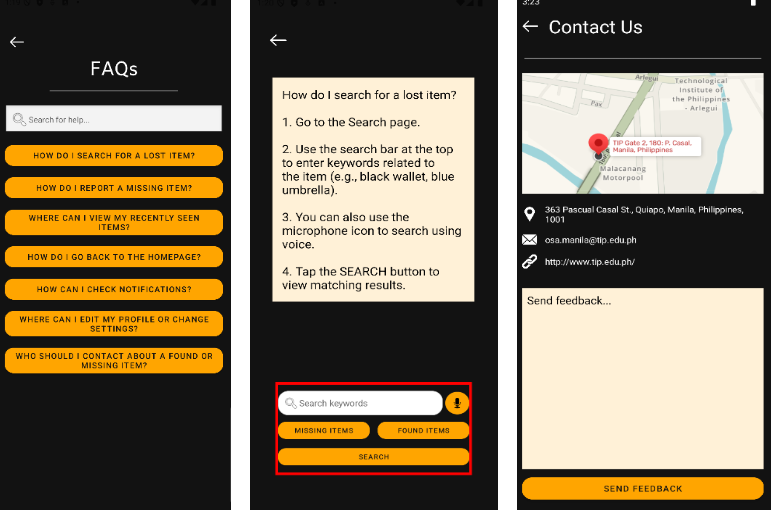 FAQs
Search for help...
HOW DO I SEARCH FOR A LOST ITEM?
HOW DO I REPORT A MISSING ITEM?
WHERE CAN I VIEW MY RECENTLY SEEN
ITEMS?
HOW DO I GO BACK TO THE HOMEPAGE?
HOW CAN I CHECK NOTIFICATIONS?
WHERE CAN I EDIT MY PROFILE OR CHANGE
SETTINGS?
WHO SHOULD I CONTACT ABOUT A FOUND OR
MISSING ITEM?
How do I search for a lost item?
1. Go to the Search page.
2. Use the search bar at the top
to enter keywords related to
the item (e.g., black wallet, blue
umbrella).
3. You can also use the
microphone icon to search using
voice.
4. Tap the SEARCH button to
view matching results.
Search keywords
MISSING ITEMS
FOUND ITEMS
SEARCH
3:23
Contact Us
Arlegui
Technological
Institute of
the Philippines
- Arlegui
Pax
TIP Gate 2, 180; P. Casal,
Manila, Philippines
Malacanang
Motorpool
363 Pascual Casal St., Quiapo, Manila, Philippines,
1001
osa.manila@tip.edu.ph
http://www.tip.edu.ph/
Send feedback...
SEND FEEDBACK